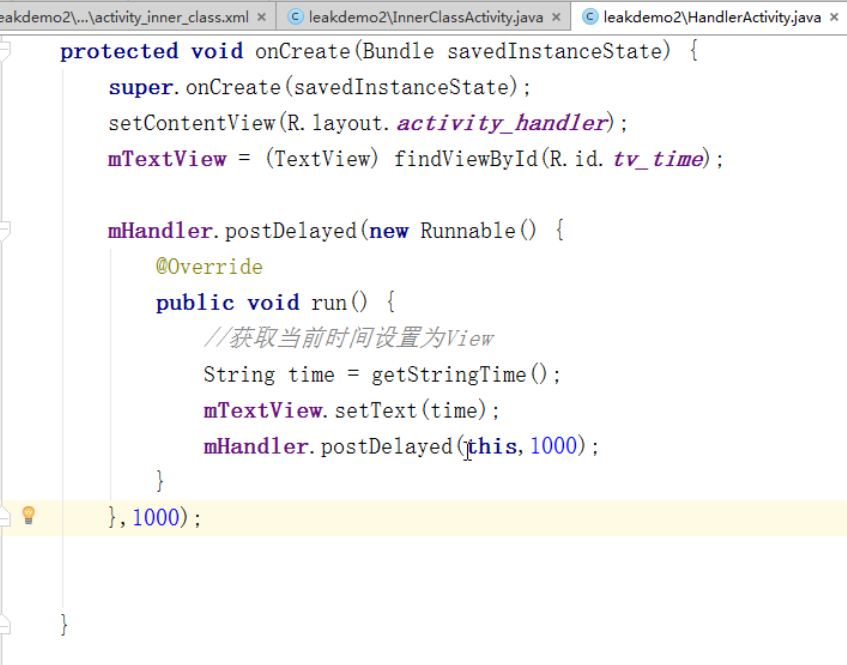 eakdemo2\...\activity_inner_class.xml × leakdemo2\InnerClassActivity.java × leakdemo2\HandlerActivity.java ×
protected void onCreate(Bundle savedInstanceState) {
super.onCreate(savedInstanceState);
setContentView(R.layout.activity_handler);
mTextView = (TextView) findViewById(R.id.tv_time);
mHandler.postDelayed(new Runnable() {
@Override
public void run() {
//获取当前时间设置为View
String time = getStringTime();
mTextView.setText(time);
mHandler.postDelayed(this,1000);
}
},1000);
}